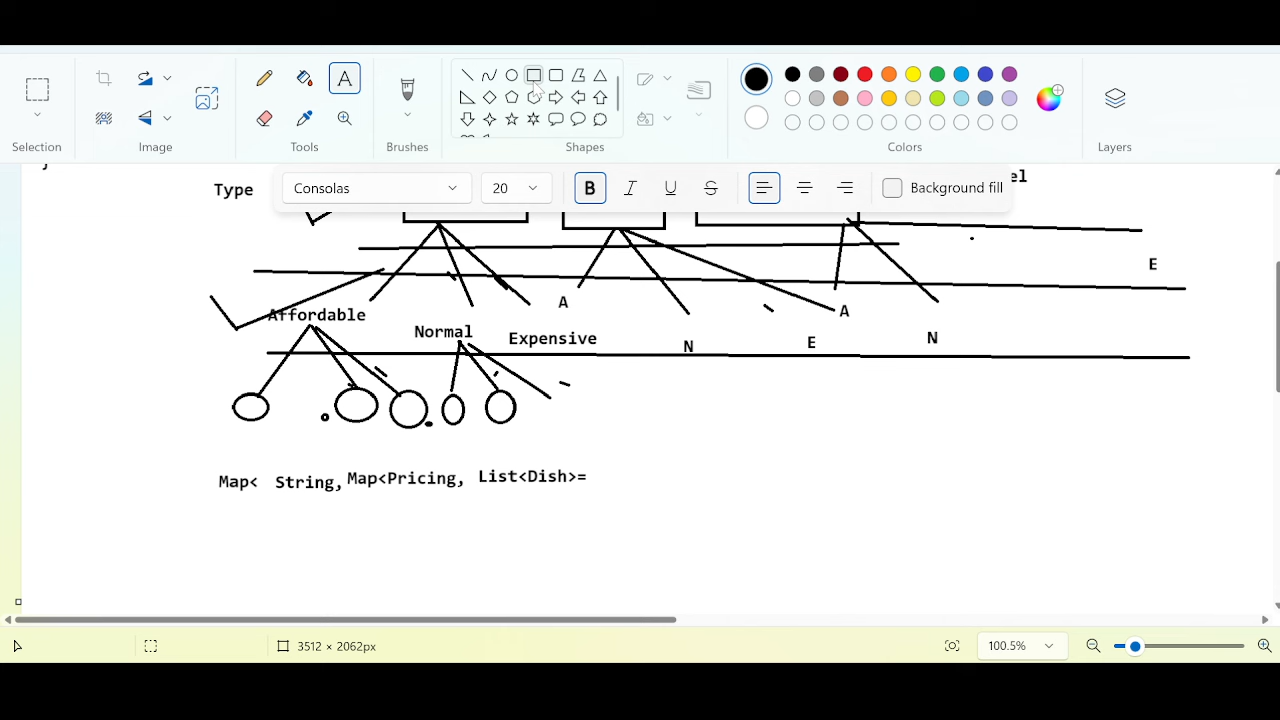 Selection
Image
Tools
Brushes
Shapes
Colors
Layers
Consolas
20
B I U S
Background fill
Type
el
E
A
A
Affordable
Normal
Expensive
N
E
N
Map< String, Map<Pricing, List<Dish>=
3512 × 2062px
100.5%